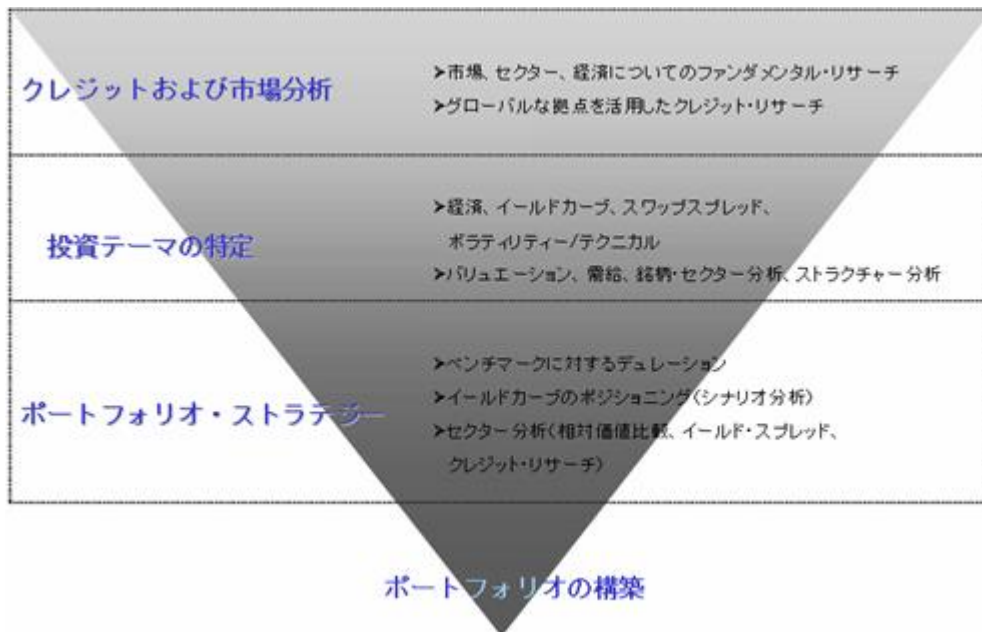 クレジットおよび市場分析
➤市場、セクター、経済についてのファンダメンタル・リサーチ
➤グローバルな拠点を活用したクレジット・リサーチ
投資テーマの特定
➤経済、イールドカーブ、スワップスプレッド、
ボラティリティー/テクニカル
➤バリュエーション、需給、銘柄・セクター分析、ストラクチャー分析
ポートフォリオ・ストラテジー
➤ベンチマークに対するデュレーション
➤イールドカーブのポジショニング(シナリオ分析)
➤セクター分析(相対価値比較、イールド・スプレッド、
クレジット・リサーチ)
ポートフォリオの構築